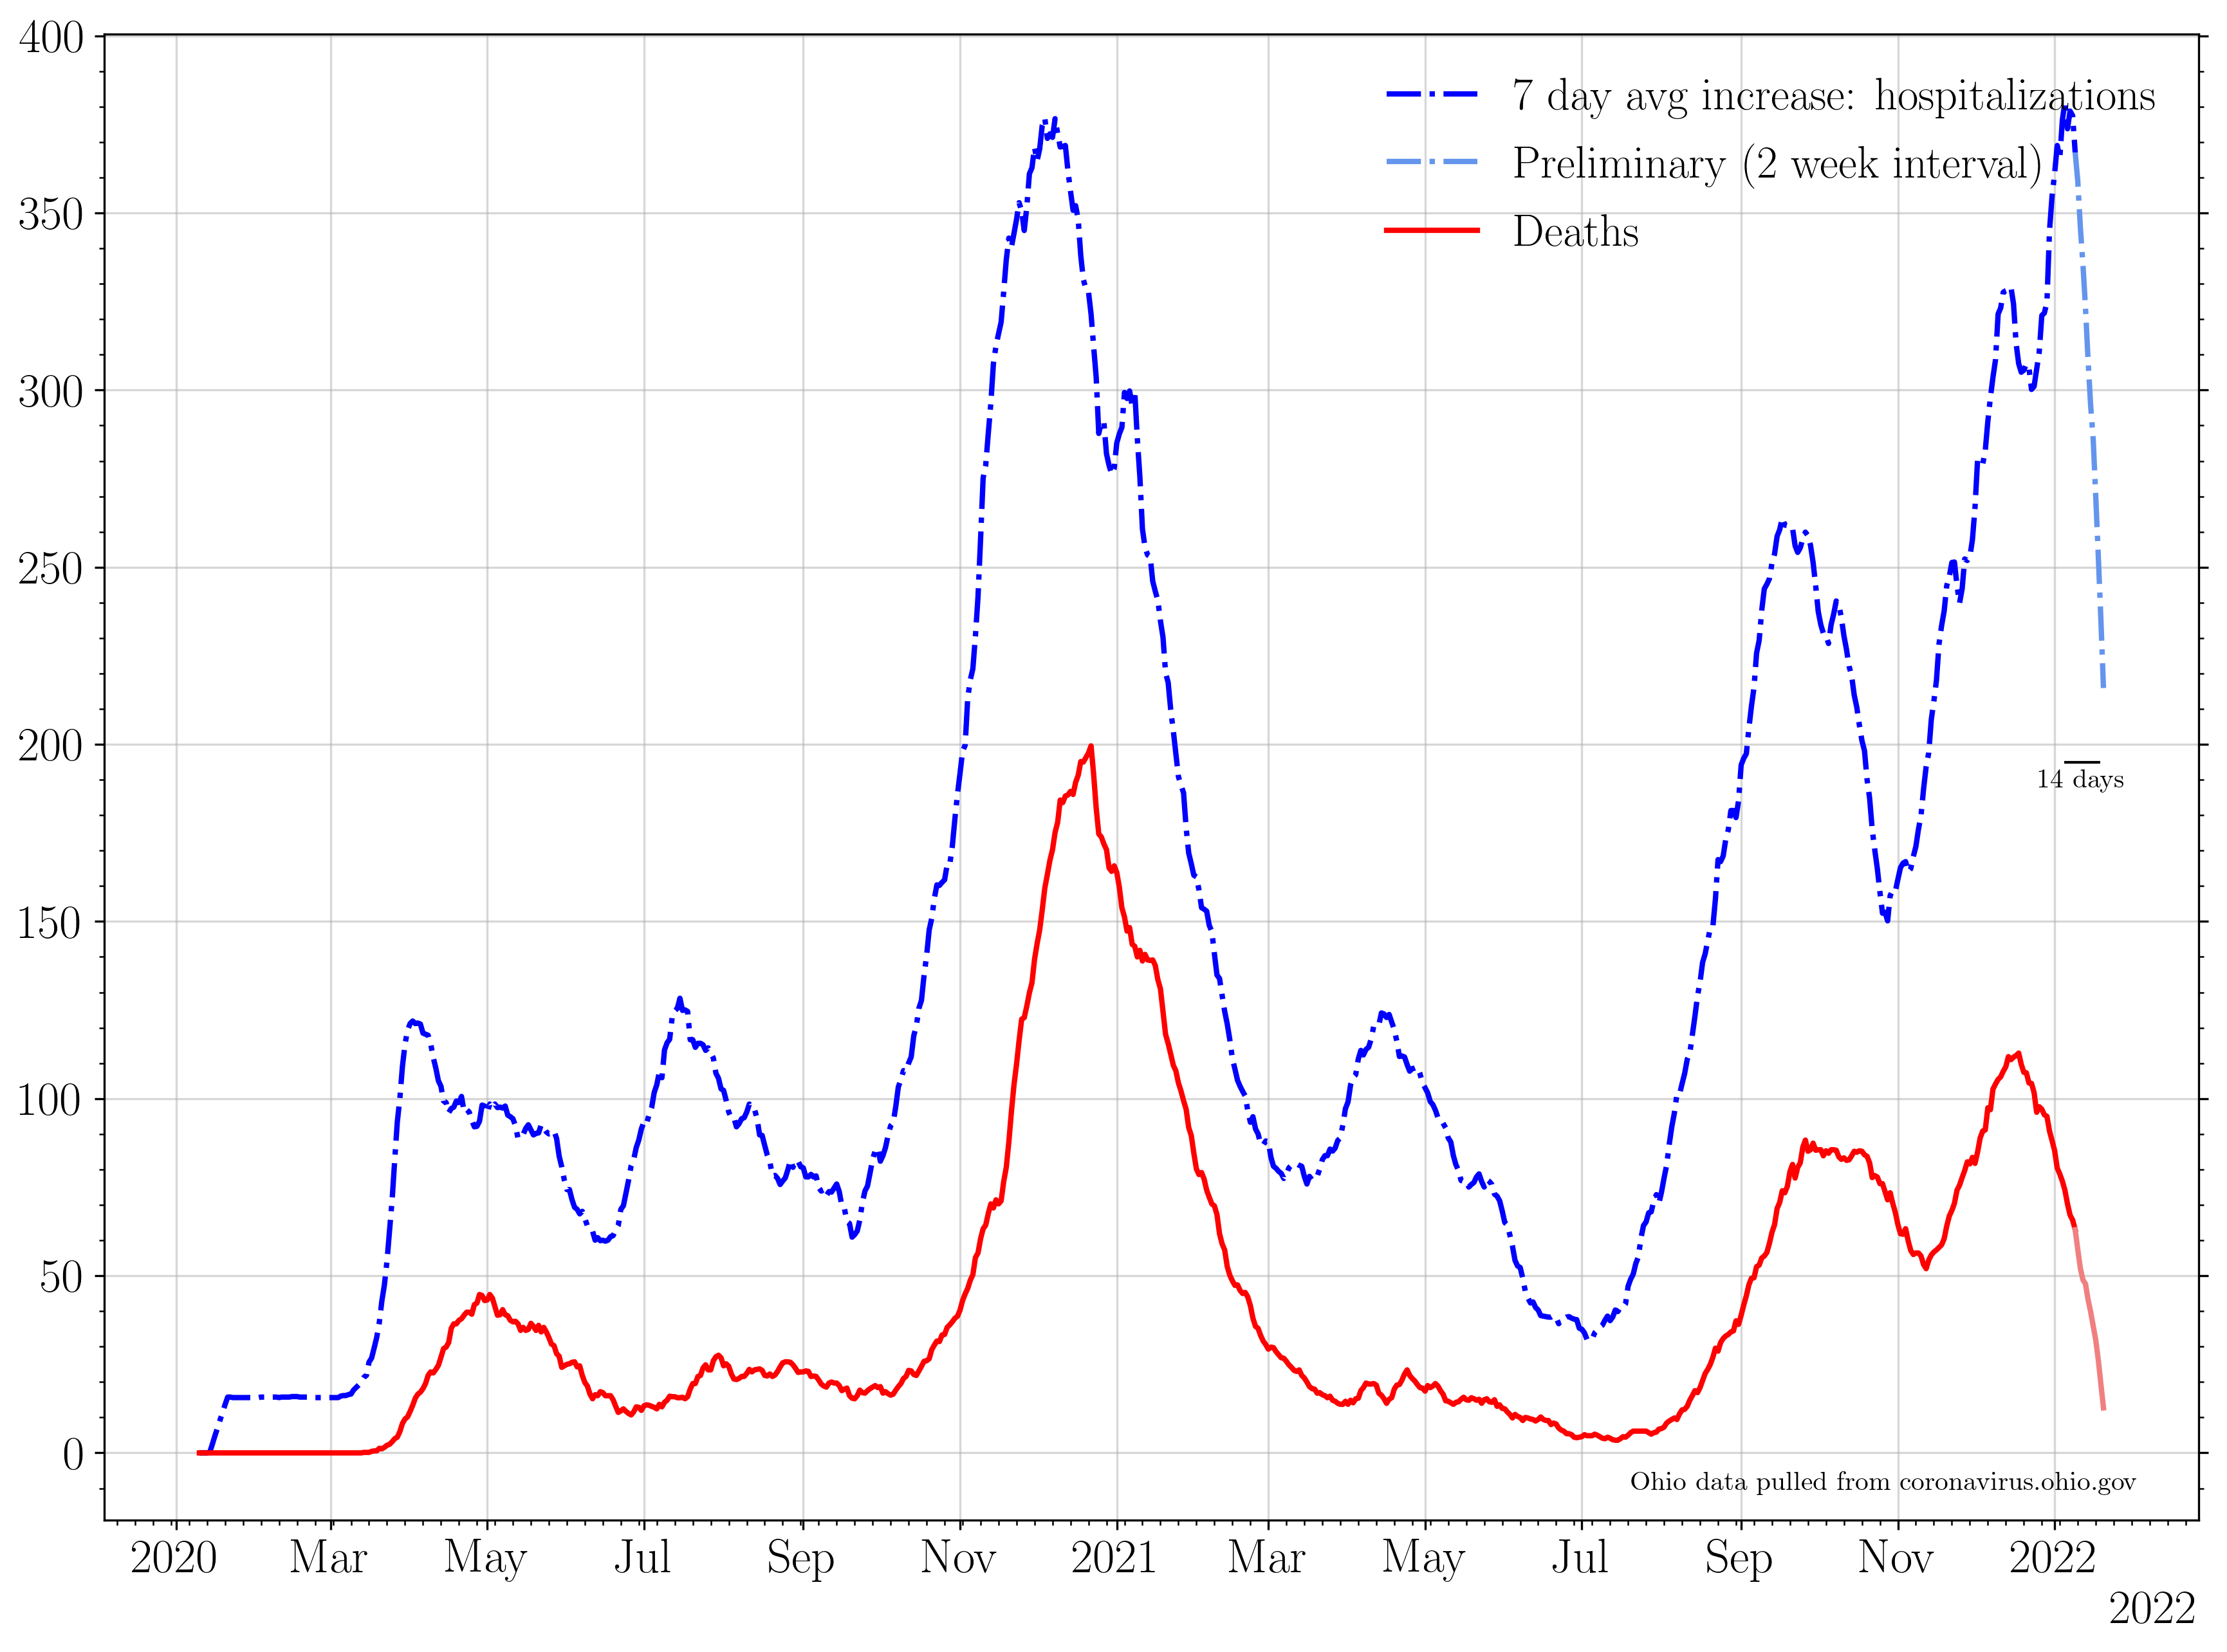 400
350
300
250
200
150
100
50
0
7 day avg increase: hospitalizations
Preliminary (2 week interval)
Deaths
14 days
Ohio data pulled from coronavirus.ohio.gov
2020 Mar May Jul Sep Nov 2021 Mar May Jul Sep Nov 2022
2022